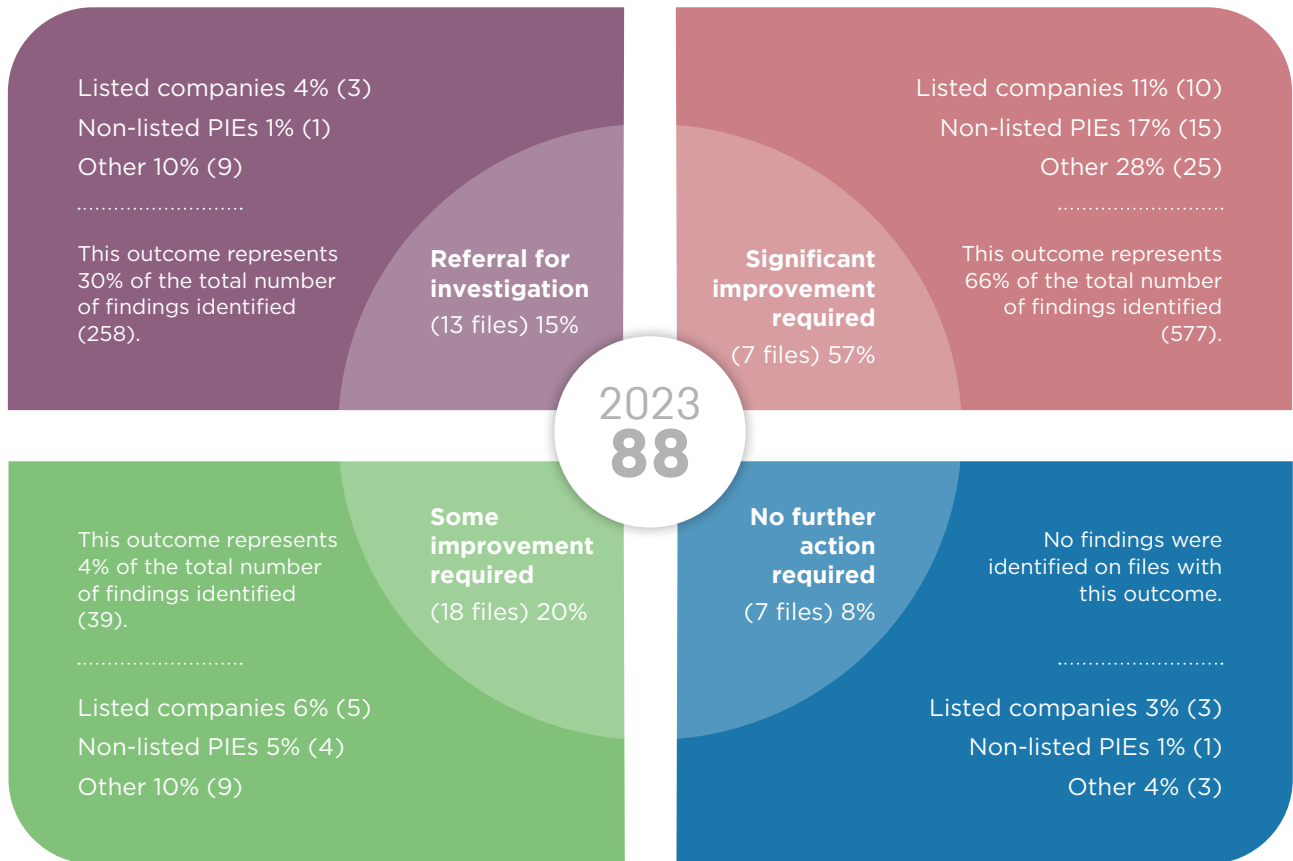 Listed companies 4% (3)
Non-listed PIEs 1% (1)
Other 10% (9)
This outcome represents
30% of the total number
of findings identified
(258).
Referral for
investigation
(13 files) 15%
Listed companies 11% (10)
Non-listed PIEs 17% (15)
Other 28% (25)
This outcome represents
66% of the total number
of findings identified
(577).
Significant
improvement
required
(7 files) 57%
2023
88
This outcome represents
4% of the total number
of findings identified
(39).
Listed companies 6% (5)
Non-listed PIEs 5% (4)
Other 10% (9)
Some
improvement
required
(18 files) 20%
No further
action
required
(7 files) 8%
No findings were
identified on files with
this outcome.
Listed companies 3% (3)
Non-listed PIEs 1% (1)
Other 4% (3)